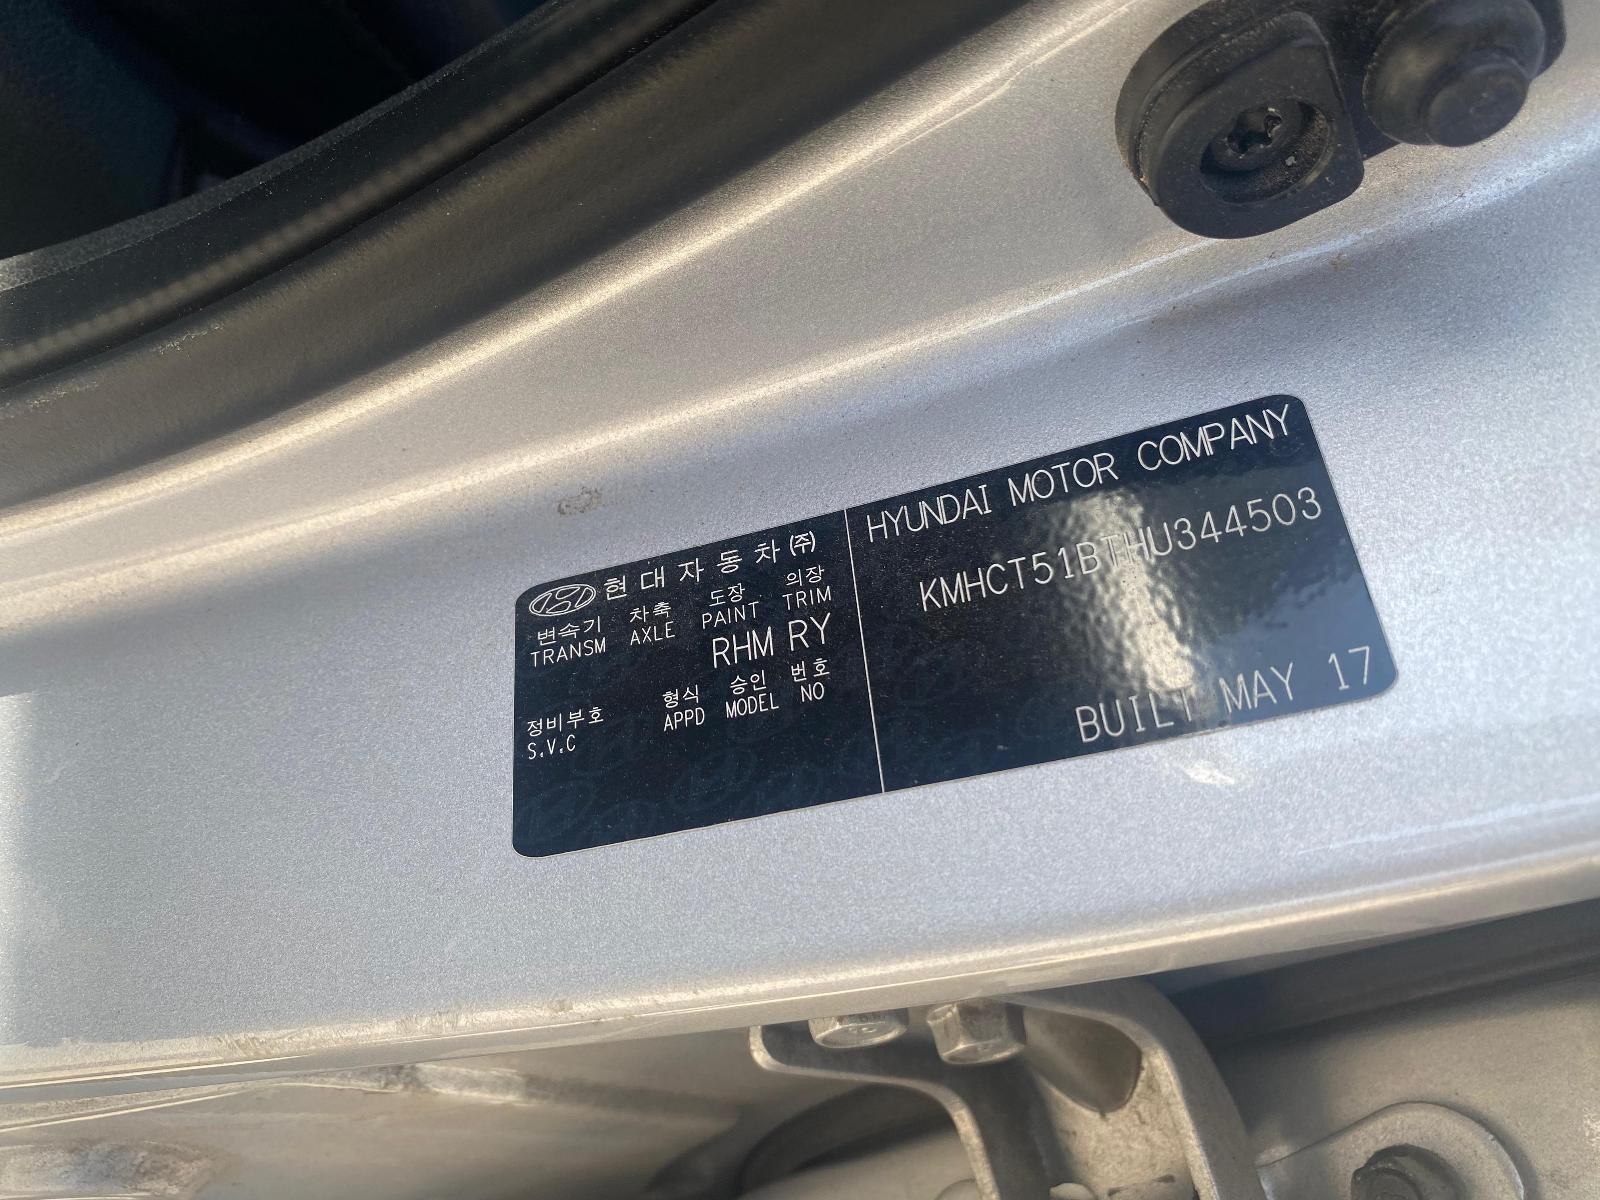 현대자동차(주)
변속기 차축 도장 의장
TRANSM AXLE PAINT TRIM
RHM RY
형식 승인 번호
정비부호 APPD MODEL NO
S.V.C
HYUNDAI MOTOR COMPANY
KMHCT51BTHU344503
BUILT MAY 17